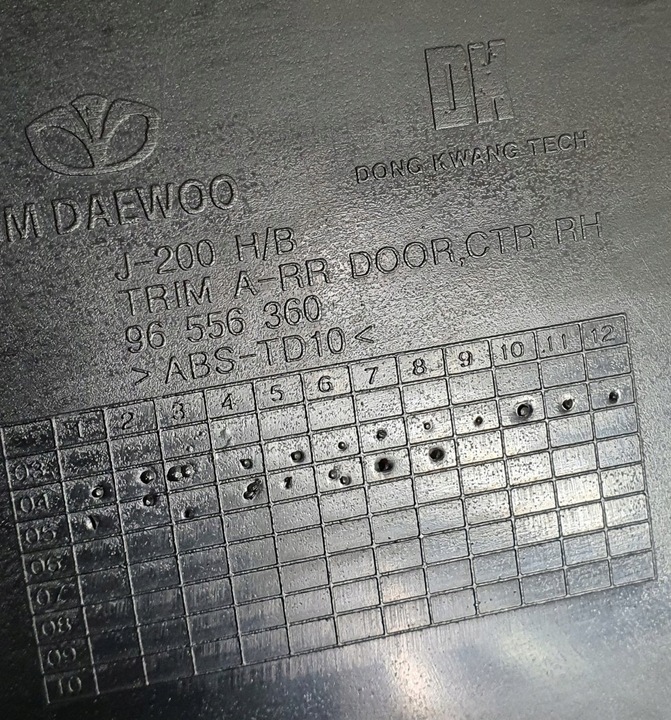 DK
DONG KWANG TECH
M DAEWOO
J-200 H/B
TRIM A-RR DOOR,CTR RH
96 556 360
>ABS-TD10<
1 2 3 4 5 6 7 8 9 10 11 12
03
04
05
06
07
08
09
10